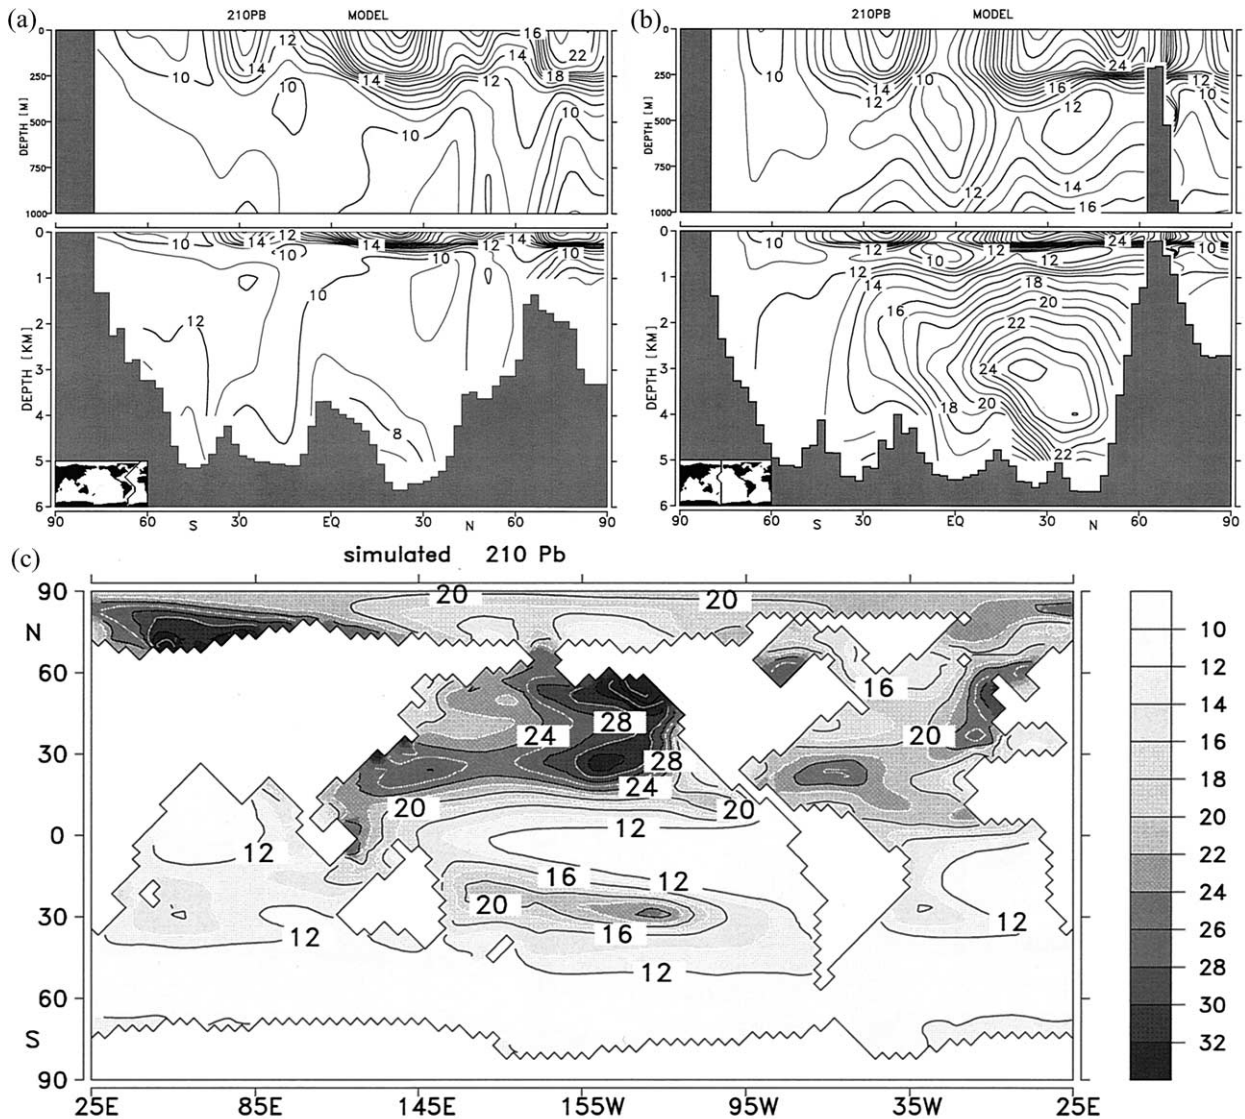 (a) 210PB MODEL
0 12 16
10 14 14 22
250 14 12 18
10 10
DEPTH [M] 500 10
750
1000
0 12 14
10 14 14 12
10 10 10
1 10
12
2
DEPTH [KM] 3
4 8
5
6
90 60 S 30 EQ 30 N 60 90
(b) 210PB MODEL
0
10 24
250 10 12
14 16 10
12 12
DEPTH [M] 500
750 12 14
16
1000
0 10 24
12 12 10
10 12
1 12 18
14 20
2 16 22
DEPTH [KM] 3 24
4 18 20
5 22
6
90 60 S 30 EQ 30 N 60 90
(c) simulated 210 Pb
90 20 20
N
60 16
28
24 20
30 28
24
20 20
0 12 12
16 12
20
30 16
12 12
12
60
S
90
25E 85E 145E 155W 95W 35W 25E
10
12
14
16
18
20
22
24
26
28
30
32